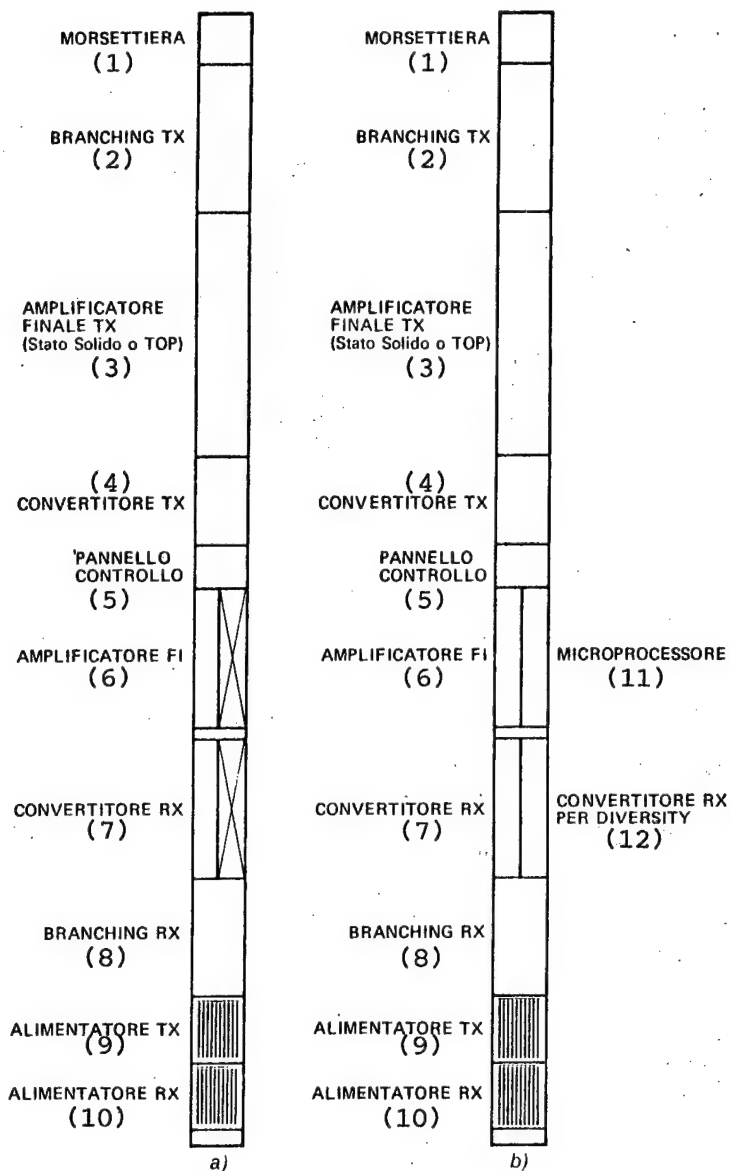 MORSETTIERA
(1)
BRANCHING TX
(2)
AMPLIFICATORE
FINALE TX
(Stato Solido o TOP)
(3)
(4)
CONVERTITORE TX
'PANNELLO
CONTROLLO
(5)
AMPLIFICATORE FI
(6)
CONVERTITORE RX
(7)
BRANCHING RX
(8)
ALIMENTATORE TX
(9)
ALIMENTATORE RX
(10)
a)
MORSETTIERA
(1)
BRANCHING TX
(2)
AMPLIFICATORE
FINALE TX
(Stato Solido o TOP)
(3)
(4)
CONVERTITORE TX
PANNELLO
CONTROLLO
(5)
AMPLIFICATORE FI
(6)
MICROPROCESSORE
(11)
CONVERTITORE RX
(7)
CONVERTITORE RX
PER DIVERSITY
(12)
BRANCHING RX
(8)
ALIMENTATORE TX
(9)
ALIMENTATORE RX
(10)
b)